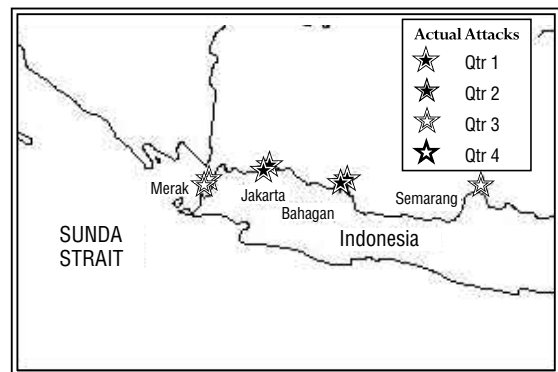 Actual Attacks
Qtr 1
Qtr 2
Qtr 3
Qtr 4
Merak
Jakarta
Bahagan
Semarang
SUNDA
STRAIT
Indonesia